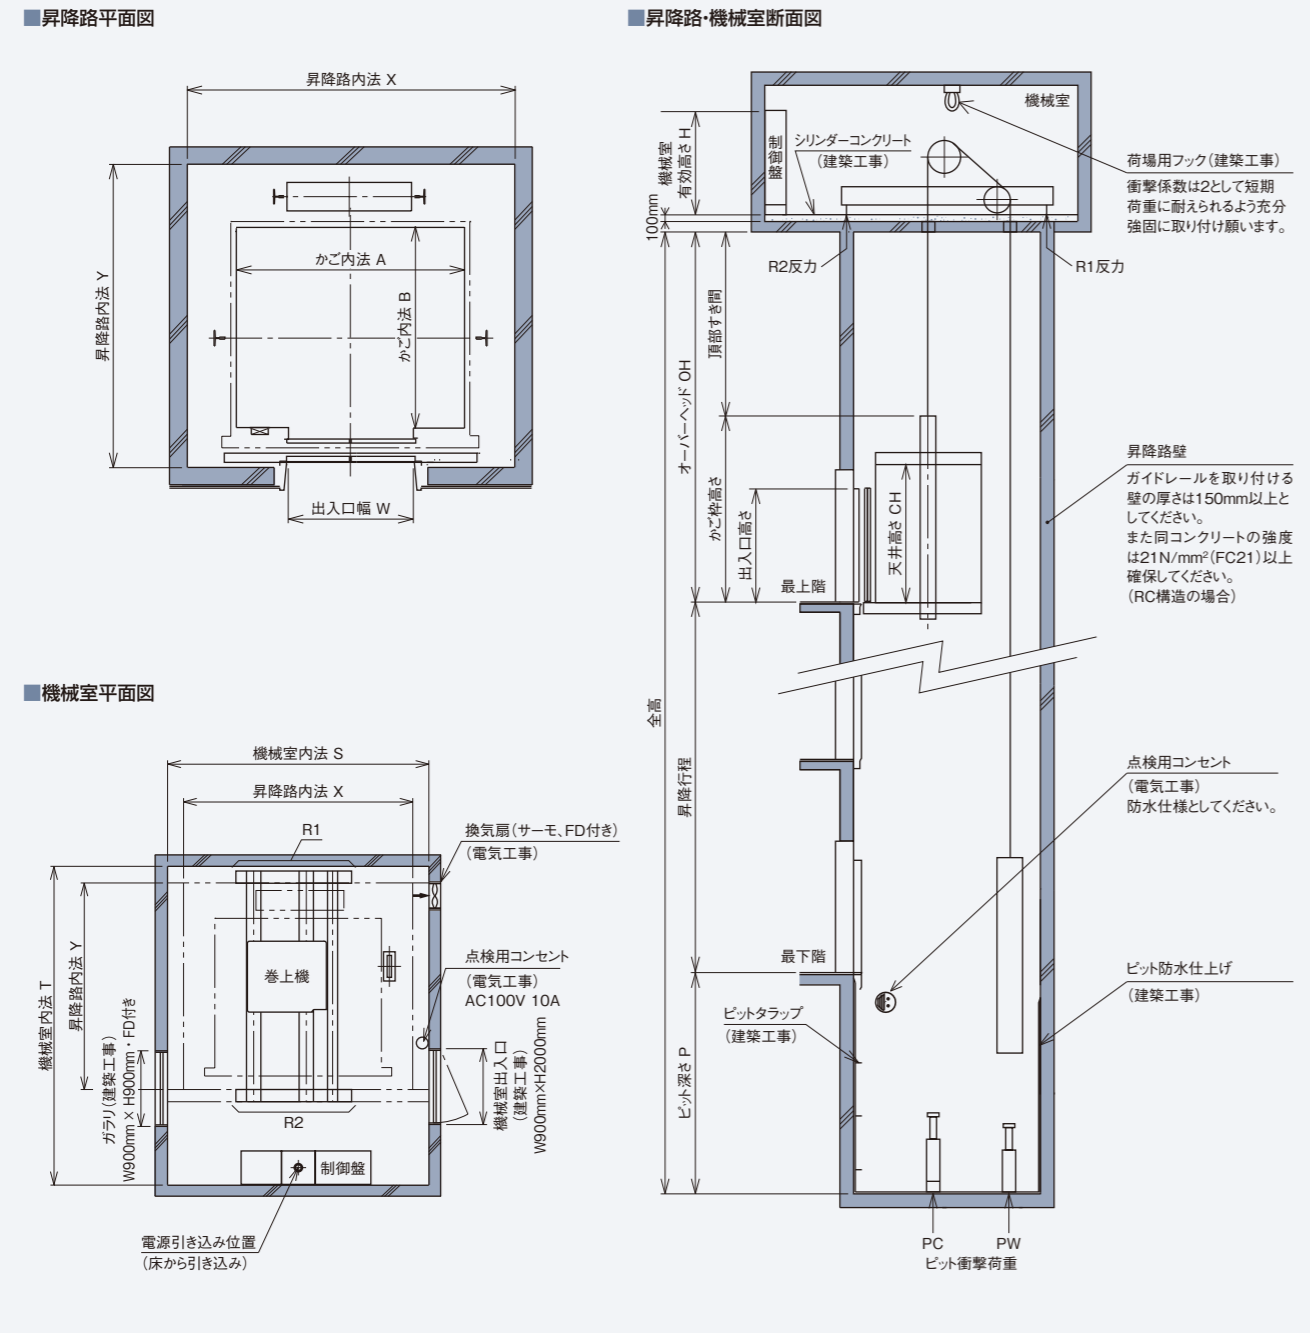 ■昇降路平面図
昇降路内法 X
昇降路内法 Y
かご内法 A
かご内法 B
出入口幅 W
■機械室平面図
機械室内法 S
昇降路内法 X
R1
換気扇(サーモ、FD付き)
(電気工事)
機械室内法 T
昇降路内法 Y
ガラリ(建築工事)
W900mm × H900mm・FD付き
巻上機
点検用コンセント
(電気工事)
AC100V 10A
機械室出入口
(建築工事)
W900mm×H2000mm
R2
制御盤
電源引き込み位置
(床から引き込み)
■昇降路・機械室断面図
機械室
機械室
有効高さ H
100mm
制御盤
シリンダーコンクリート
(建築工事)
荷場用フック(建築工事)
衝撃係数は2として短期
荷重に耐えられるよう充分
強固に取り付け願います。
R2反力
R1反力
頂部すき間
オーバーヘッド OH
かご枠高さ
出入口高さ
天井高さ CH
最上階
昇降路壁
ガイドレールを取り付ける
壁の厚さは150mm以上と
してください。
また同コンクリートの強度
は21N/mm²(FC21)以上
確保してください。
(RC構造の場合)
全高
昇降行程
点検用コンセント
(電気工事)
防水仕様としてください。
最下階
ピットタラップ
(建築工事)
ピット深さ P
ピット防水仕上げ
(建築工事)
PC
PW
ピット衝撃荷重